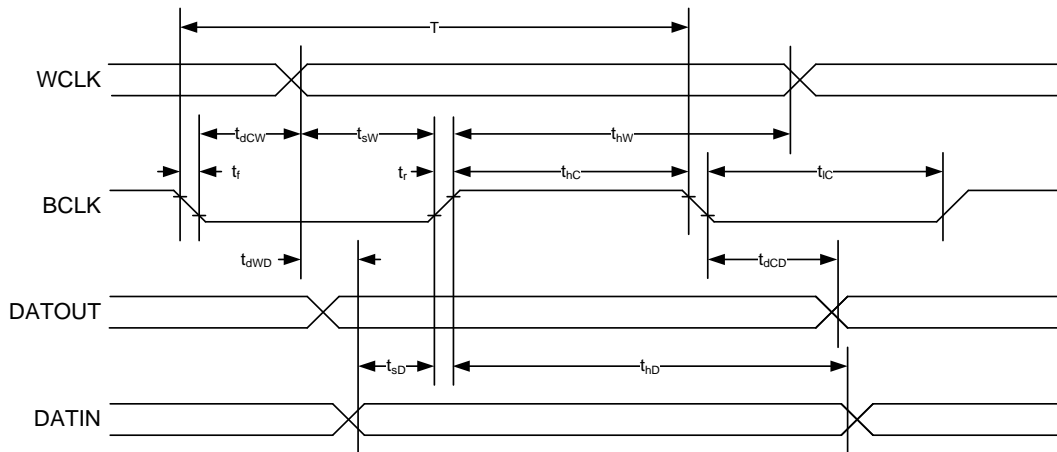 T
WCLK
tdCW tsW thW
tf tr thC tlC
BCLK
tdWD tdCD
DATOUT
tsD thD
DATIN